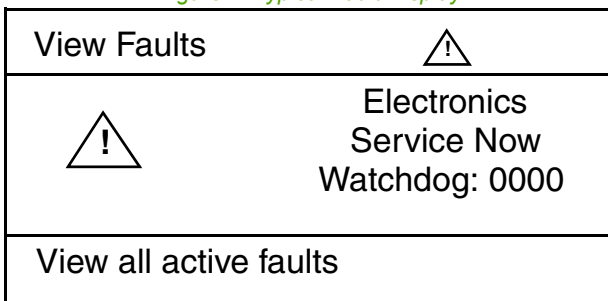 View Faults
Electronics
Service Now
Watchdog: 0000
View all active faults